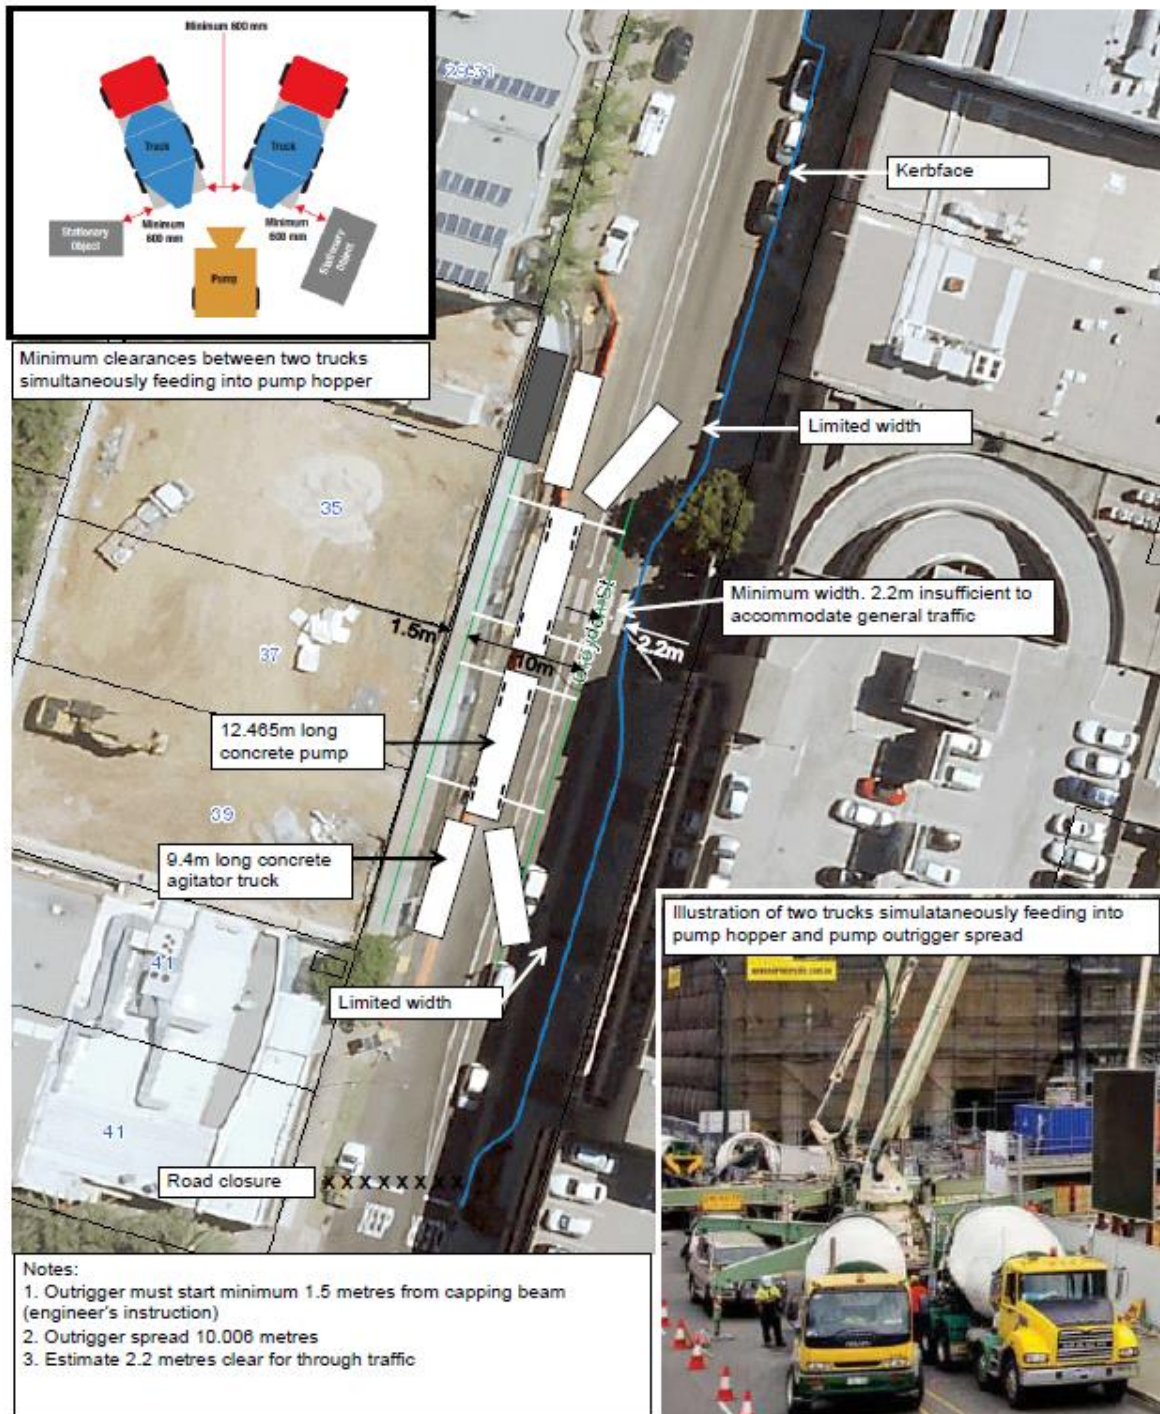 Minimum 600 mm
Truck
Truck
Stationary
Object
Minimum
600 mm
Minimum
600 mm
Stationary
Object
Pump
Minimum clearances between two trucks
simultaneously feeding into pump hopper
29-31
Kerbface
Limited width
35
Minimum width. 2.2m insufficient to
accommodate general traffic
1.5m
10m
2.2m
37
12.465m long
concrete pump
39
9.4m long concrete
agitator truck
41
Limited width
41
Road closure
X X X X X X X X
KEEP
Illustration of two trucks simulataneously feeding into
pump hopper and pump outrigger spread
Notes:
1. Outrigger must start minimum 1.5 metres from capping beam
(engineer's instruction)
2. Outrigger spread 10.006 metres
3. Estimate 2.2 metres clear for through traffic